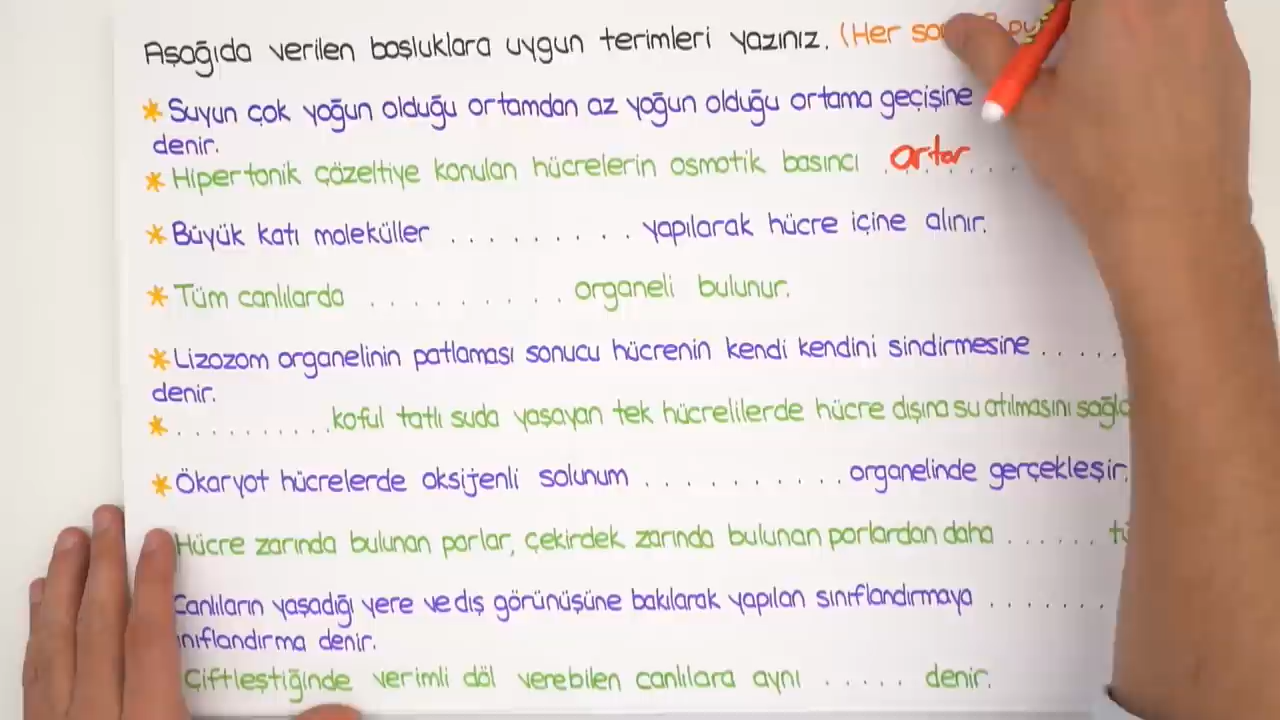 Aşağıda verilen boşluklara uygun terimleri yazınız. (Her
* Suyun çok yoğun olduğu ortamdan az yoğun olduğu ortama geçişine
denir.
* Hipertonik çözeltiye konulan hücrelerin osmotik basıncı artar . . .
* Büyük katı moleküller . . . . . . . . . yapılarak hücre içine alınır.
* Tüm canlılarda . . . . . . . . . . organeli bulunur.
* Lizozom organelinin patlaması sonucu hücrenin kendi kendini sindirmesine . . . . .
denir.
* . . . . . . . . . . koful tatlı suda yaşayan tek hücrelilerde hücre dışına su atılmasını
* Ökaryot hücrelerde oksijenli solunum . . . . . . . . . . organelinde gerçekleşir.
Hücre zarında bulunan porlar, çekirdek zarında bulunan porlardan daha . . . . . .
Canlıların yaşadığı yere ve dış görünüşüne bakılarak yapılan sınıflandırmaya . . . . . . .
ınıflandırma denir.
Çiftleştiğinde verimli döl verebilen canlılara aynı . . . . . denir.